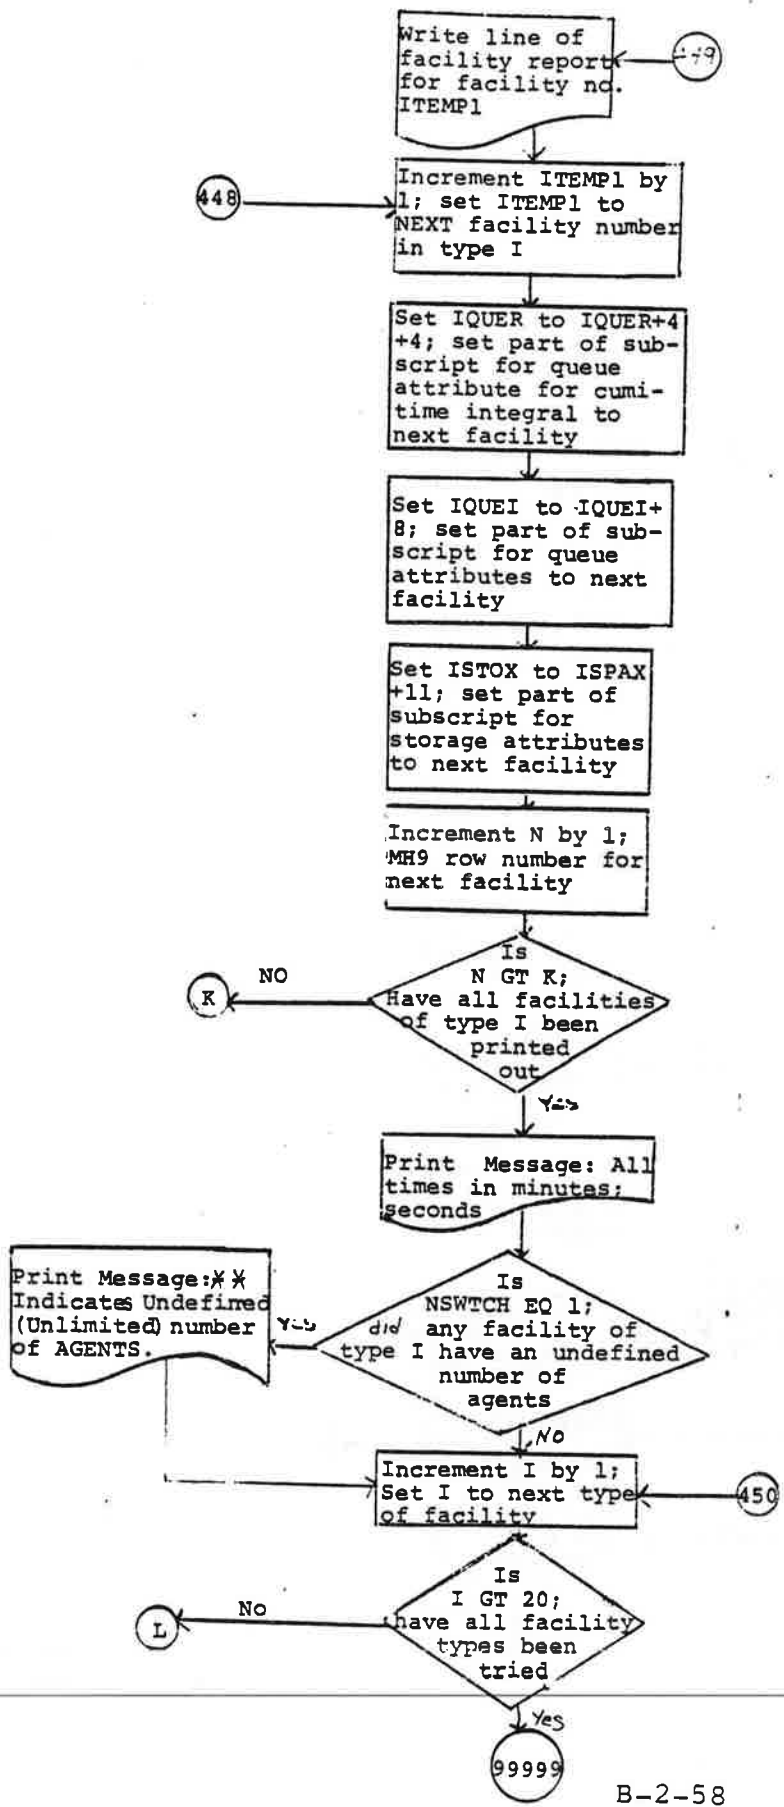 Write line of
facility report
for facility no.
ITEMP1
448
Increment ITEMP1 by
1; set ITEMP1 to
NEXT facility number
in type I
Set IQUER to IQUER+4
+4; set part of sub-
script for queue
attribute for cumi-
time integral to
next facility
Set IQUEI to IQUEI+
8; set part of sub-
script for queue
attributes to next
facility
Set ISTOX to ISPAX
+11; set part of
subscript for
storage attributes
to next facility
Increment N by 1;
MH9 row number for
next facility
Is
N GT K;
Have all facilities
of type I been
printed
out
NO
K
Yes
Print Message: All
times in minutes;
seconds
Is
NSWTCH EQ 1;
did any facility of
type I have an undefined
number of
agents
Yes
Print Message:**
Indicates Undefined
(Unlimited) number
of AGENTS.
NO
Increment I by 1;
Set I to next type
of facility
450
Is
I GT 20;
have all facility
types been
tried
No
L
Yes
99999
B-2-58